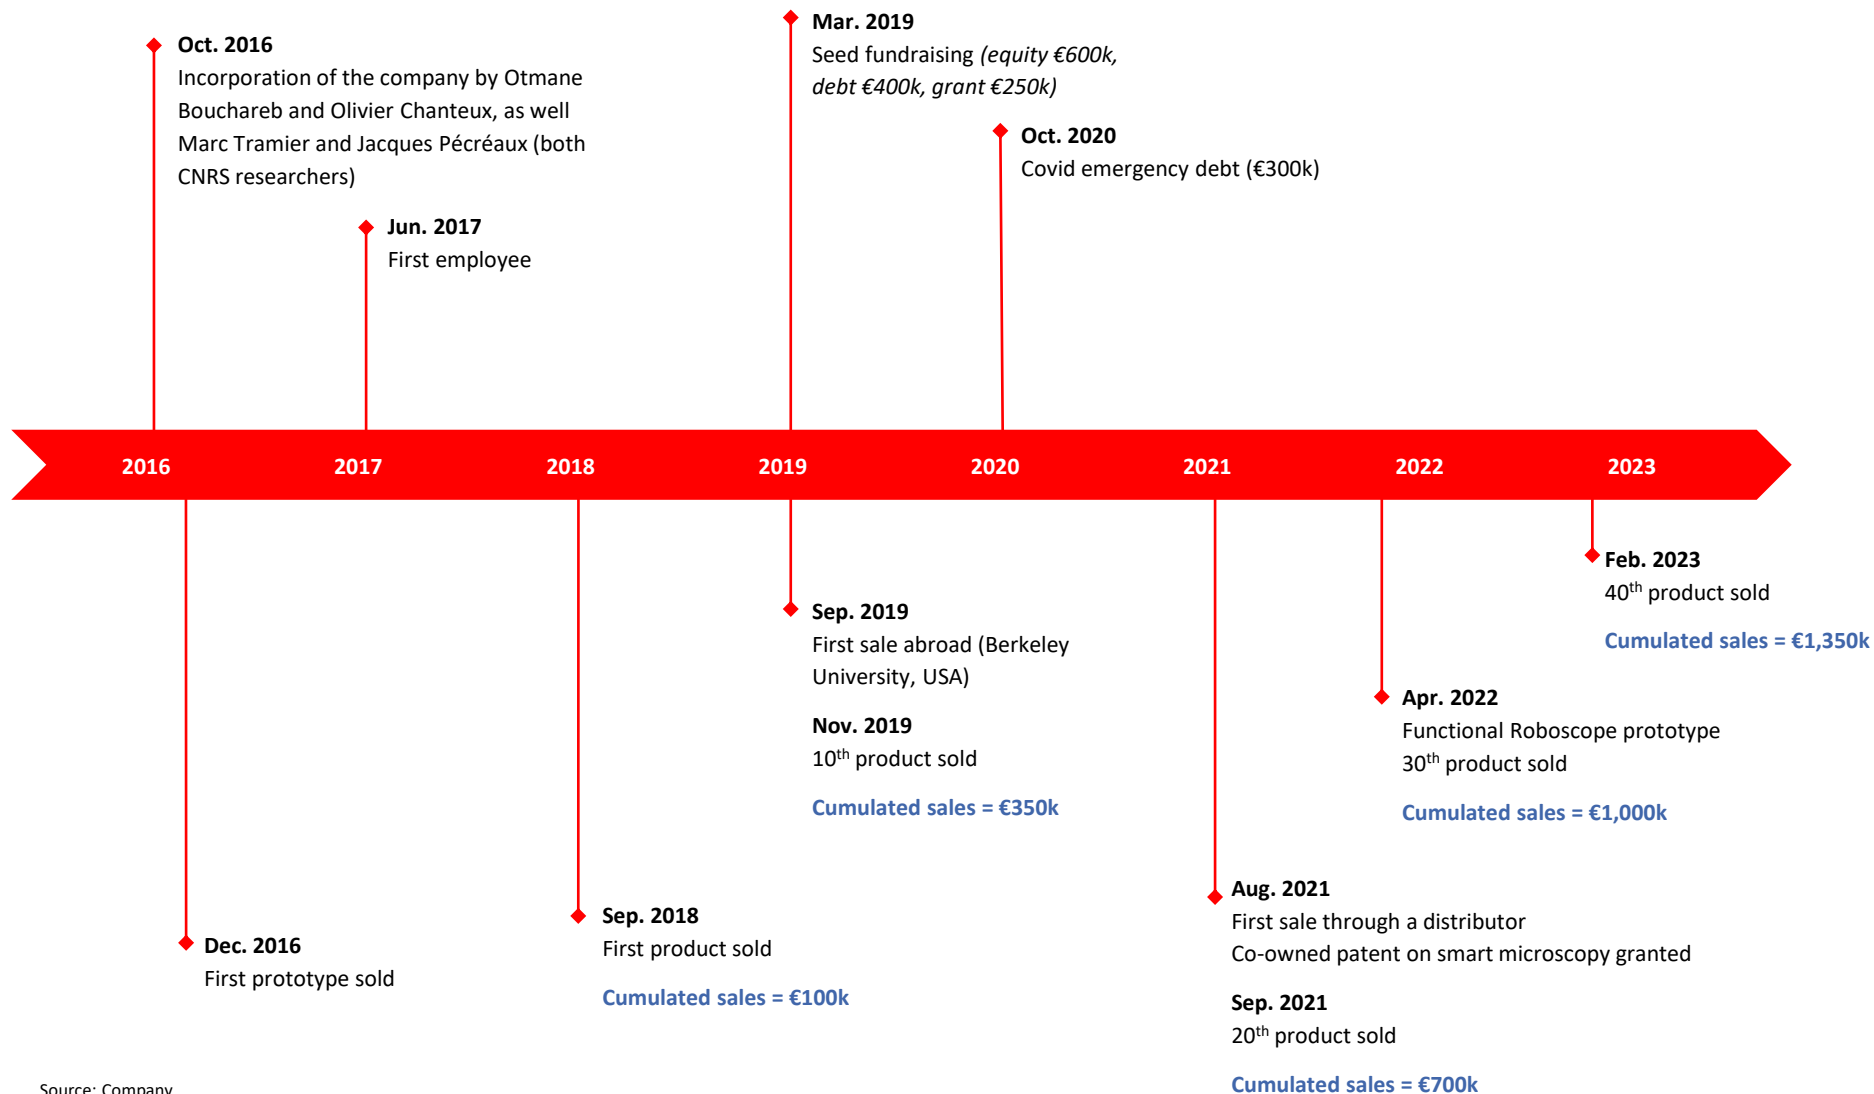 Oct. 2016
Incorporation of the company by Otmane
Bouchareb and Olivier Chanteux, as well
Marc Tramier and Jacques Pécréaux (both
CNRS researchers)
Jun. 2017
First employee
Mar. 2019
Seed fundraising (equity €600k,
debt €400k, grant €250k)
Oct. 2020
Covid emergency debt (€300k)
2016 2017 2018 2019 2020 2021 2022 2023
Dec. 2016
First prototype sold
Sep. 2018
First product sold
Cumulated sales = €100k
Sep. 2019
First sale abroad (Berkeley
University, USA)
Nov. 2019
10th product sold
Cumulated sales = €350k
Aug. 2021
First sale through a distributor
Co-owned patent on smart microscopy granted
Sep. 2021
20th product sold
Cumulated sales = €700k
Apr. 2022
Functional Roboscope prototype
30th product sold
Cumulated sales = €1,000k
Feb. 2023
40th product sold
Cumulated sales = €1,350k
Source: Company